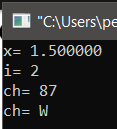 "C:\Users\pe
x= 1.500000
i= 2
ch= 87
ch= W